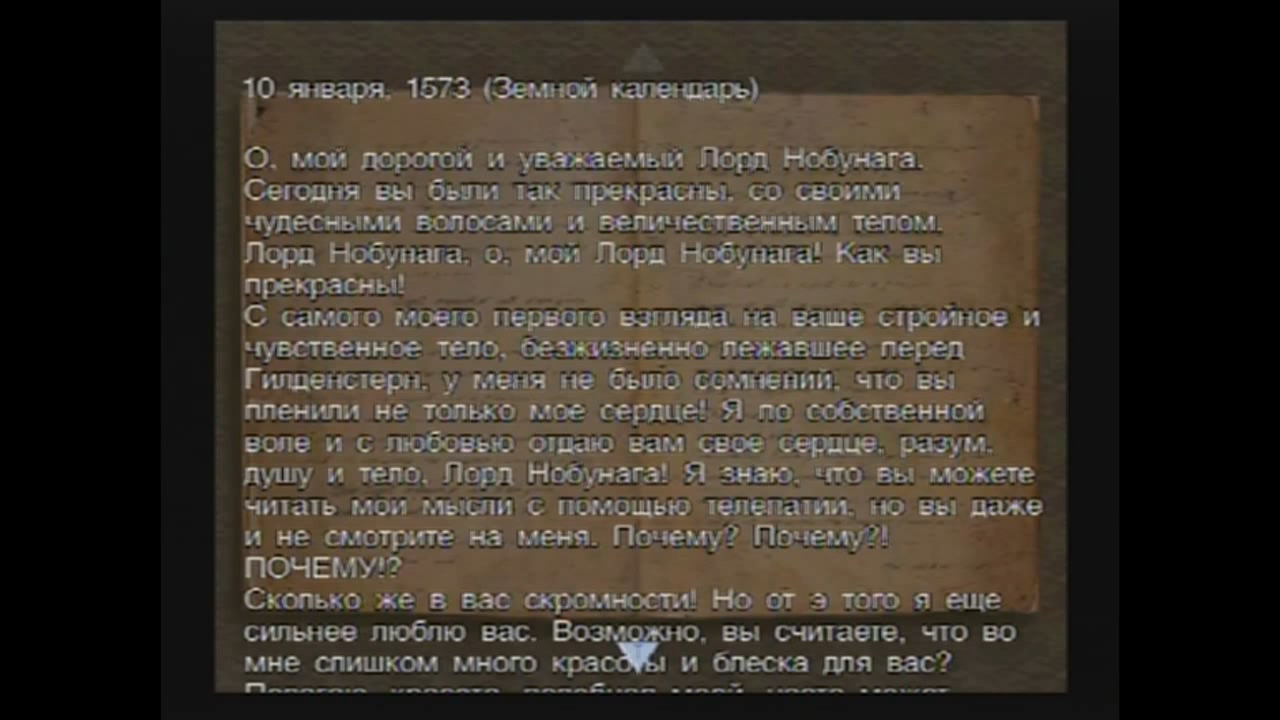 10 января, 1573 (Земной календарь)
О, мой дорогой и уважаемый Лорд Нобунага.
Сегодня вы были так прекрасны, со своими
чудесными волосами и величественным телом.
Лорд Нобунага, о, мой Лорд Нобунага! Как вы
прекрасны!
С самого моего первого взгляда на ваше стройное и
чувственное тело, безжизненно лежавшее перед
Гилденстерн, у меня не было сомнений, что вы
пленили не только мое сердце! Я по собственной
воле и с любовью отдаю вам свое сердце, разум,
душу и тело, Лорд Нобунага! Я знаю, что вы можете
читать мои мысли с помощью телепатии, но вы даже
и не смотрите на меня. Почему? Почему?!
ПОЧЕМУ!?
Сколько же в вас скромности! Но от э того я еще
сильнее люблю вас. Возможно, вы считаете, что во
мне слишком много красоты и блеска для вас?